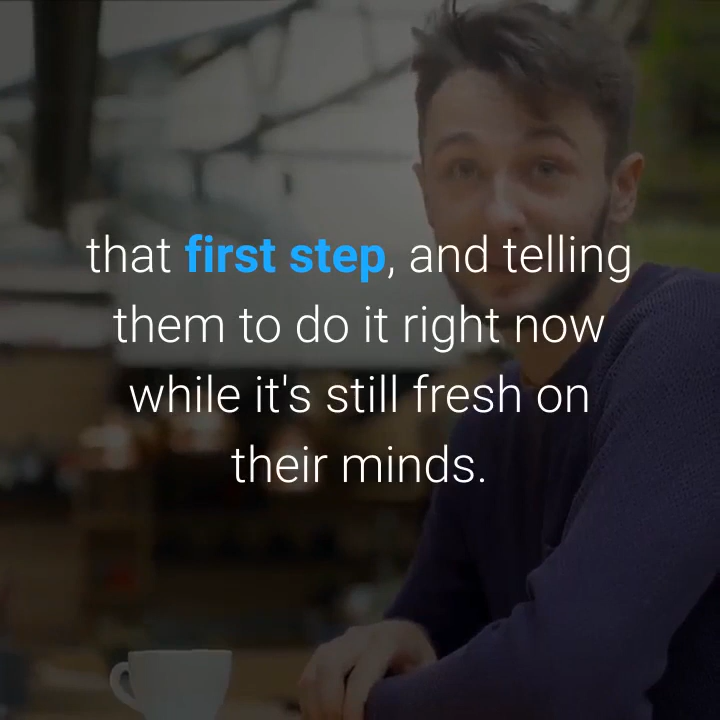 that first step, and telling
them to do it right now
while it's still fresh on
their minds.